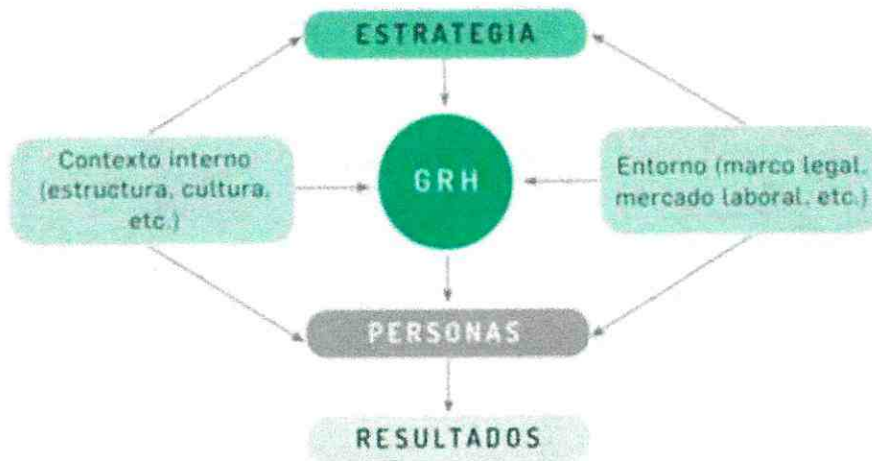 ESTRATEGIA
Contexto interno
(estructura, cultura,
etc.)
GRH
Entorno (marco legal,
mercado laboral, etc.)
PERSONAS
RESULTADOS